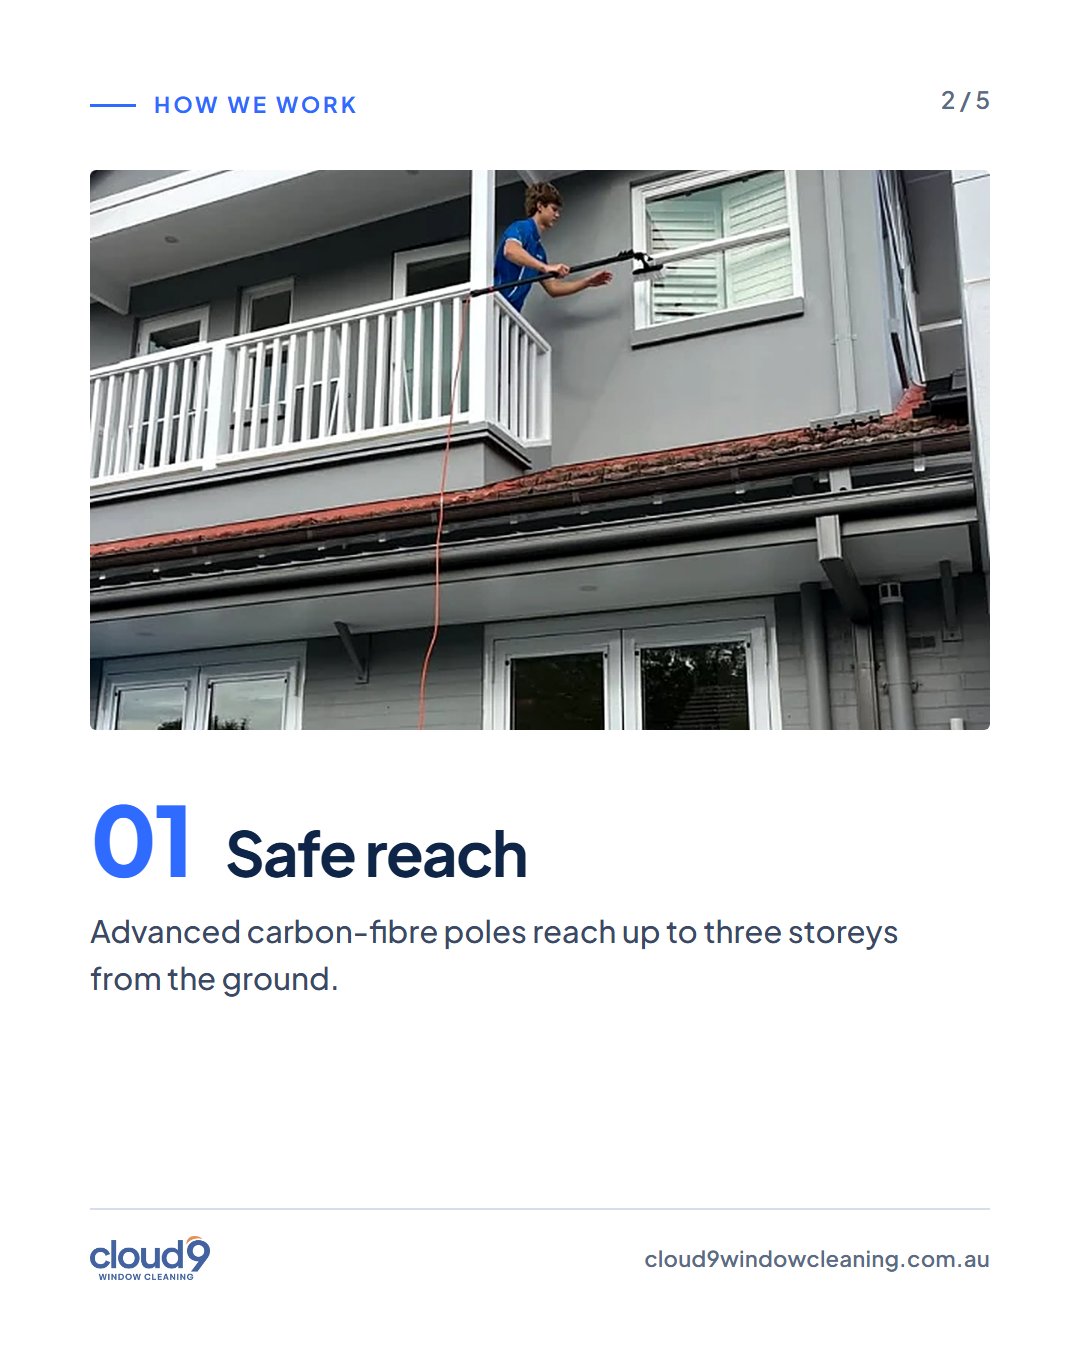 HOW WE WORK
2/5
01 Safe reach
Advanced carbon-fibre poles reach up to three storeys
from the ground.
cloud9
WINDOW CLEANING
cloud9windowcleaning.com.au